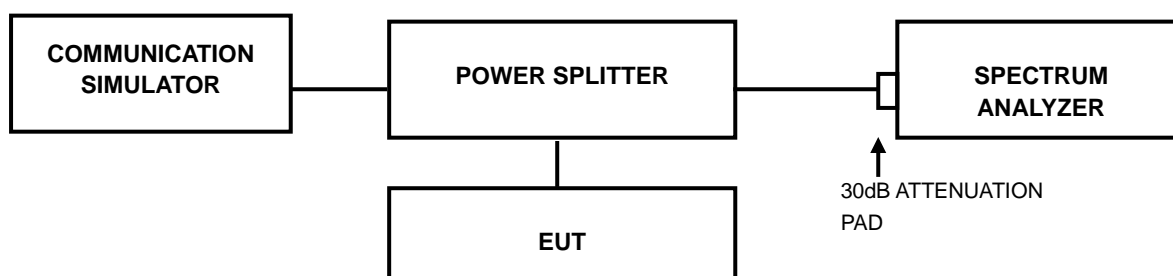 COMMUNICATION
SIMULATOR
POWER SPLITTER
SPECTRUM
ANALYZER
30dB ATTENUATION
PAD
EUT